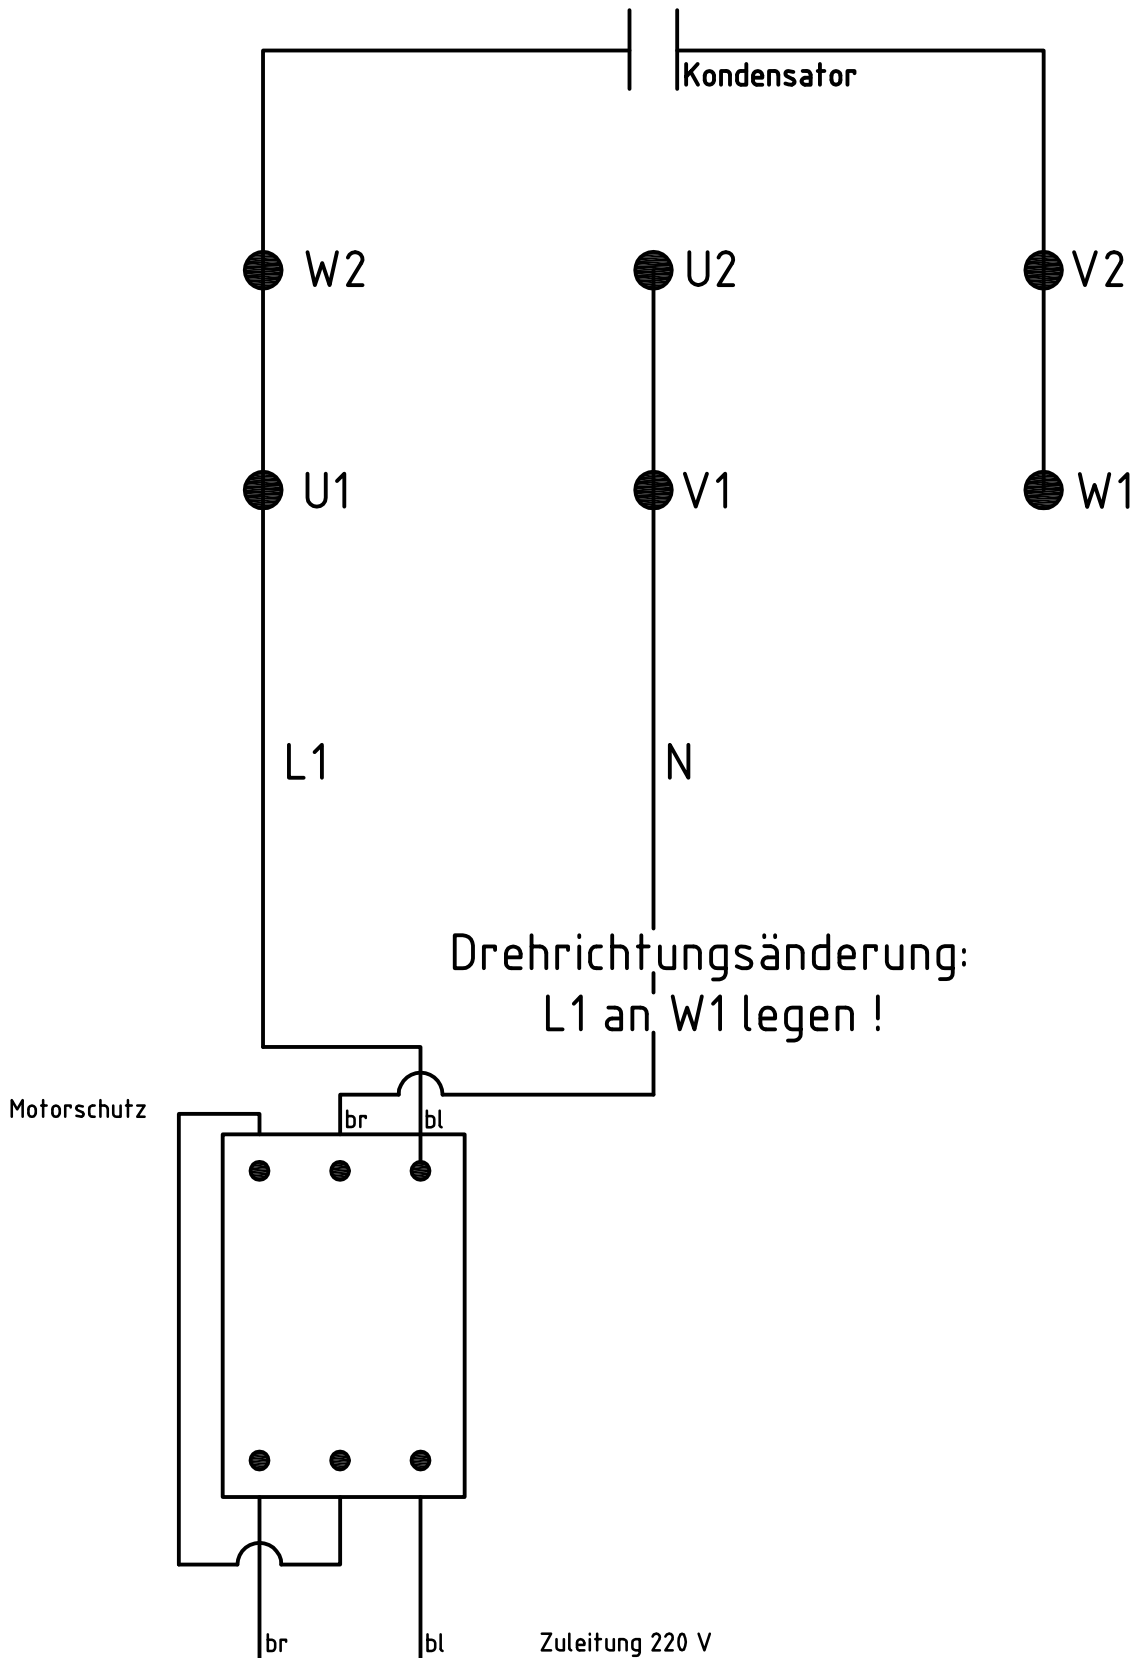 Kondensator
W2
U2
V2
U1
V1
W1
L1
N
Drehrichtungsänderung:
L1 an W1 legen !
Motorschutz
br
bl
br
bl
Zuleitung 220 V